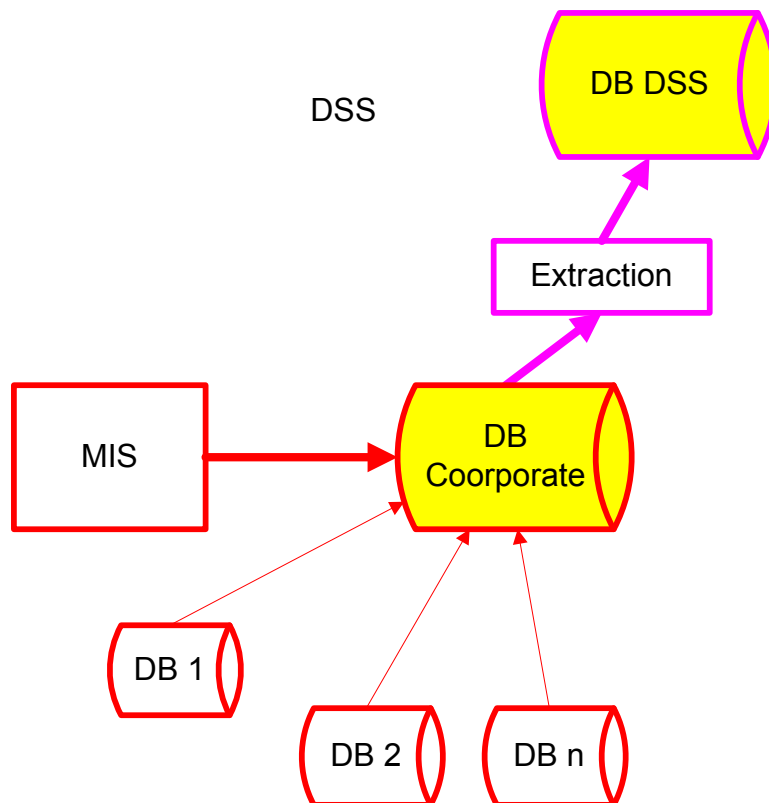 DB DSS
DSS
Extraction
MIS
DB
Coorporate
DB 1
DB 2
DB n